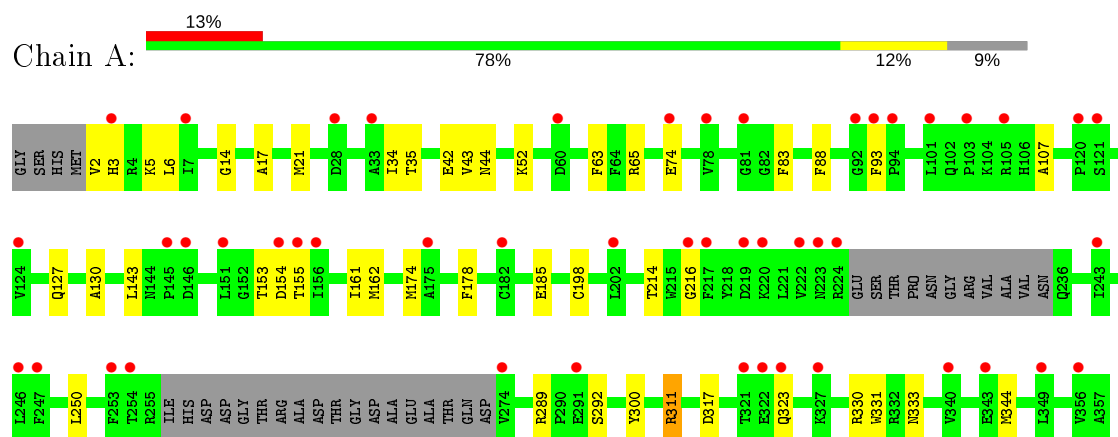 13%
Chain A:
78% 12% 9%
GLY SER HIS MET V2 H3 R4 K5 L6 I7 G14 A17 M21 D28 A33 I34 T35 E42 V43 N44 K52 D60 F63 F64 R65 E74 V78 G81 G82 F83 F88 G92 F93 P94 L101 Q102 P103 K104 R105 H106 A107 P120 S121
V124 Q127 A130 L143 N144 P145 D146 L151 G152 T153 D154 T155 I156 I161 M162 M174 A175 F178 C182 E185 C198 L202 T214 W215 G216 F217 Y218 D219 K220 L221 V222 N223 R224 GLU SER THR PRO ASN GLY ARG VAL ALA VAL ASN Q236 I243
L246 F247 L250 F253 T254 R255 ILE HIS ASP ASP GLY THR ARG ALA ASP THR GLY ASP ALA GLU ALA THR GLN ASP V274 R289 P290 E291 S292 Y300 R311 D317 T321 E322 Q323 K327 R330 W331 R332 N333 V340 E343 M344 L349 V356 A357